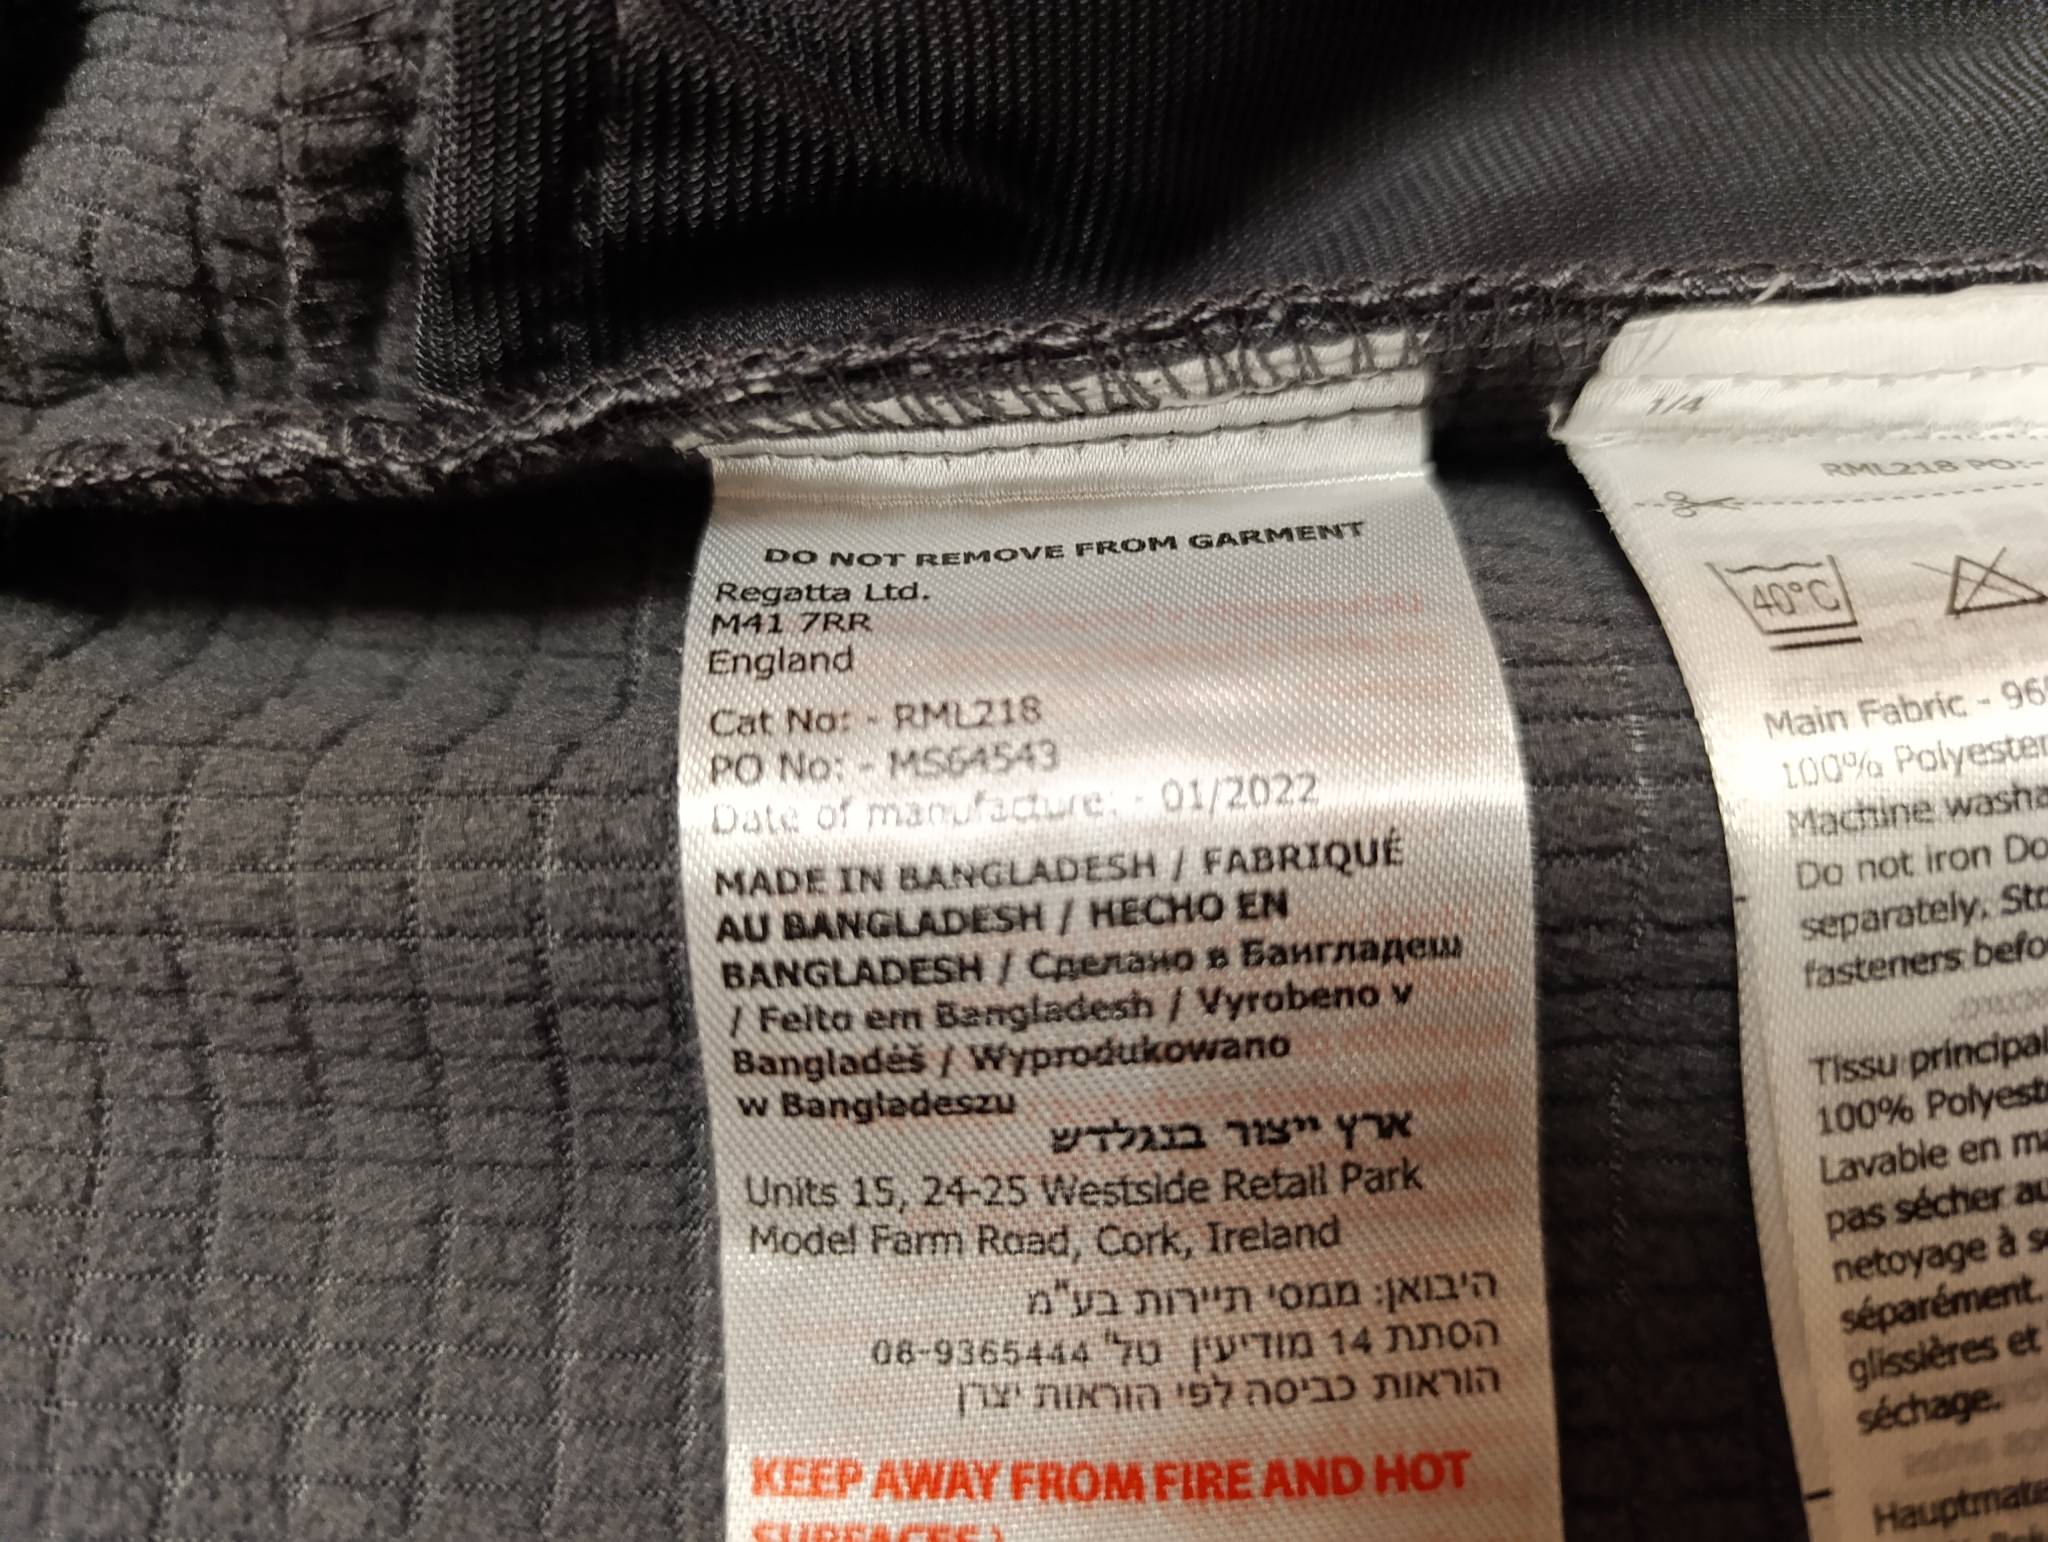 DO NOT REMOVE FROM GARMENT
Regatta Ltd.
M41 7RR
England
Cat No: - RML218
PO No: - MS64543
Date of manufacture: - 01/2022
MADE IN BANGLADESH / FABRIQUÉ
AU BANGLADESH / HECHO EN
BANGLADESH / Сделано в Бангладеш
/ Feito em Bangladesh / Vyrobeno v
Bangladéš / Wyprodukowano
w Bangladeszu
ארץ ייצור בנגלדש
Units 15, 24-25 Westside Retail Park
Model Farm Road, Cork, Ireland
היבואן: ממסי תיירות בע"מ
הסתת 14 מודיעין טל' 08-9365444
הוראות כביסה לפי הוראות יצרן
KEEP AWAY FROM FIRE AND HOT
1/4
RML218 PO:-
40°C
Main Fabric - 96
100% Polyester
Machine washa
Do not iron Do
separately. Sto
fasteners befo
Tissu principal
100% Polyest
Lavable en ma
pas sécher au
netoyage à s
séparément.
glissières et
séchage.
Hauptmate